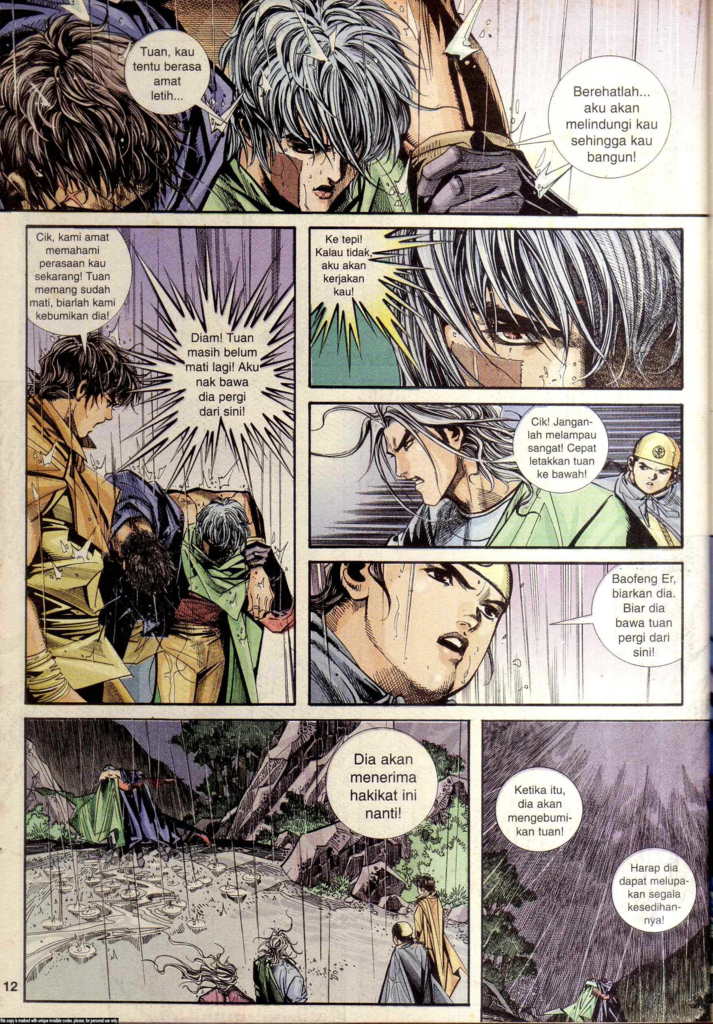 Tuan, kau
tentu berasa
amat
letih...
Berehatlah...
aku akan
melindungi kau
sehingga kau
bangun!
Cik, kami amat
memahami
perasaan kau
sekarang! Tuan
memang sudah
mati, biarlah kami
kebumikan dia!
Diam! Tuan
masih belum
mati lagi! Aku
nak bawa
dia pergi
dari sini!
Ke tepi!
Kalau tidak,
aku akan
kerjakan
kau!
Cik! Jangan-
lah melampau
sangat! Cepat
letakkan tuan
ke bawah!
Baofeng Er,
biarkan dia.
Biar dia
bawa tuan
pergi dari
sini!
Dia akan
menerima
hakikat ini
nanti!
Ketika itu,
dia akan
mengebumi-
kan tuan!
Harap dia
dapat melupa-
kan segala
kesedihan-
nya!
12